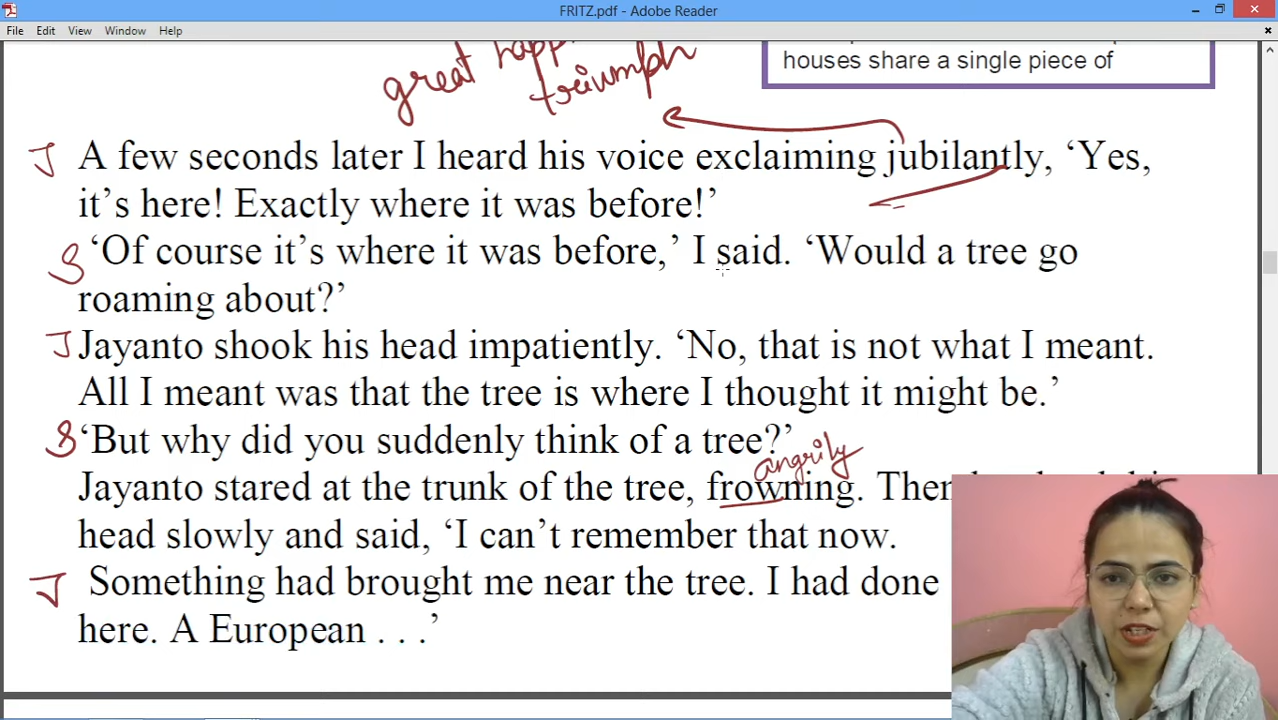 FRITZ.pdf - Adobe Reader
File Edit View Window Help
great
triumph
houses share a single piece of
J A few seconds later I heard his voice exclaiming jubilantly, ‘Yes,
it’s here! Exactly where it was before!’
S ‘Of course it’s where it was before,’ I said. ‘Would a tree go
roaming about?’
J Jayanto shook his head impatiently. ‘No, that is not what I meant.
All I meant was that the tree is where I thought it might be.’
S ‘But why did you suddenly think of a tree?’
angrily
Jayanto stared at the trunk of the tree, frowning. Then
head slowly and said, ‘I can’t remember that now.
J Something had brought me near the tree. I had done
here. A European . . .’